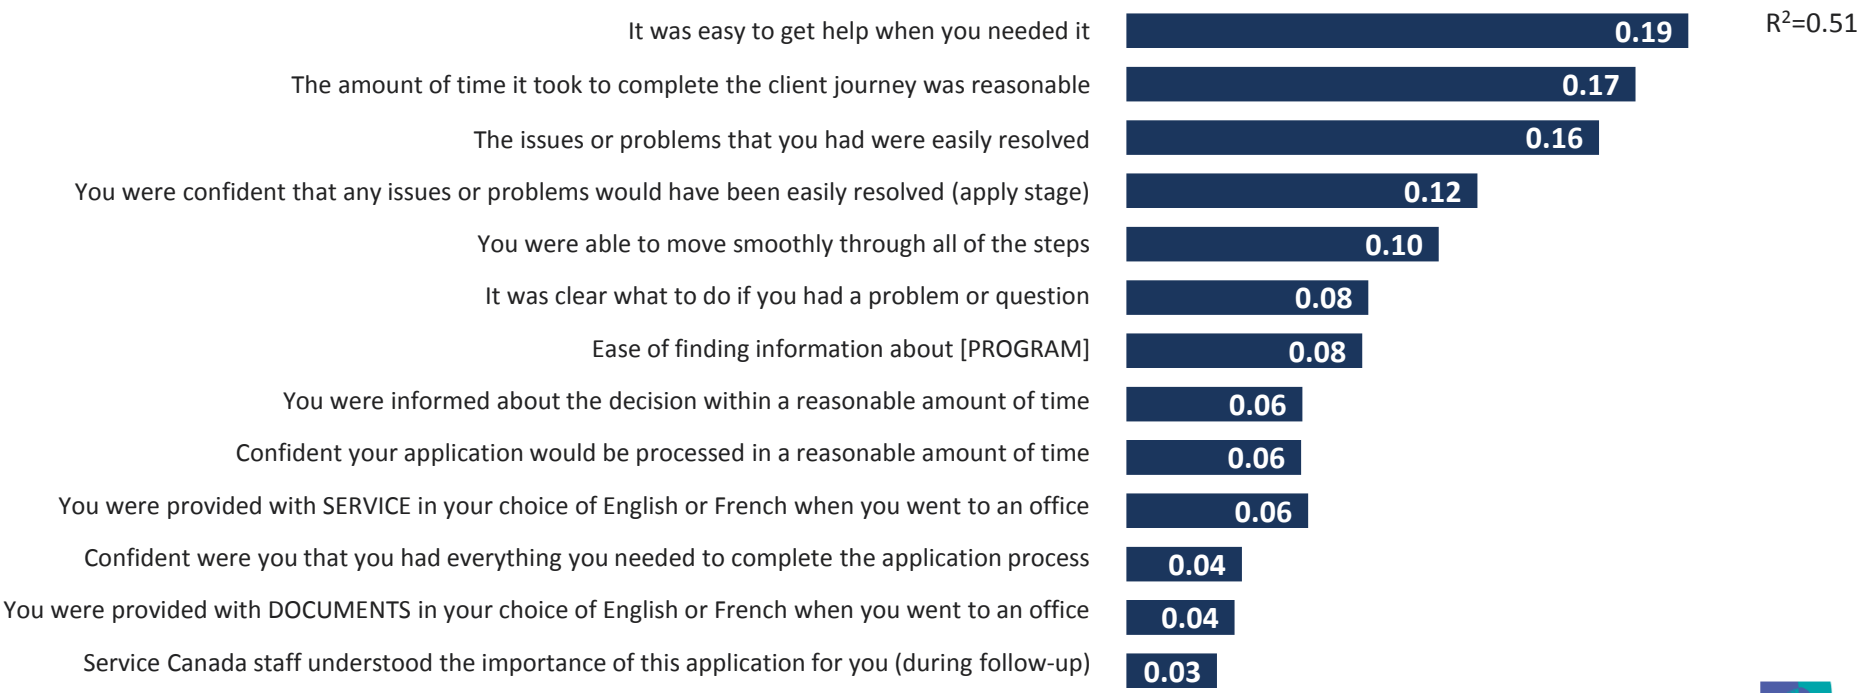 It was easy to get help when you needed it 0.19 R²=0.51
The amount of time it took to complete the client journey was reasonable 0.17
The issues or problems that you had were easily resolved 0.16
You were confident that any issues or problems would have been easily resolved (apply stage) 0.12
You were able to move smoothly through all of the steps 0.10
It was clear what to do if you had a problem or question 0.08
Ease of finding information about [PROGRAM] 0.08
You were informed about the decision within a reasonable amount of time 0.06
Confident your application would be processed in a reasonable amount of time 0.06
You were provided with SERVICE in your choice of English or French when you went to an office 0.06
Confident were you that you had everything you needed to complete the application process 0.04
You were provided with DOCUMENTS in your choice of English or French when you went to an office 0.04
Service Canada staff understood the importance of this application for you (during follow-up) 0.03